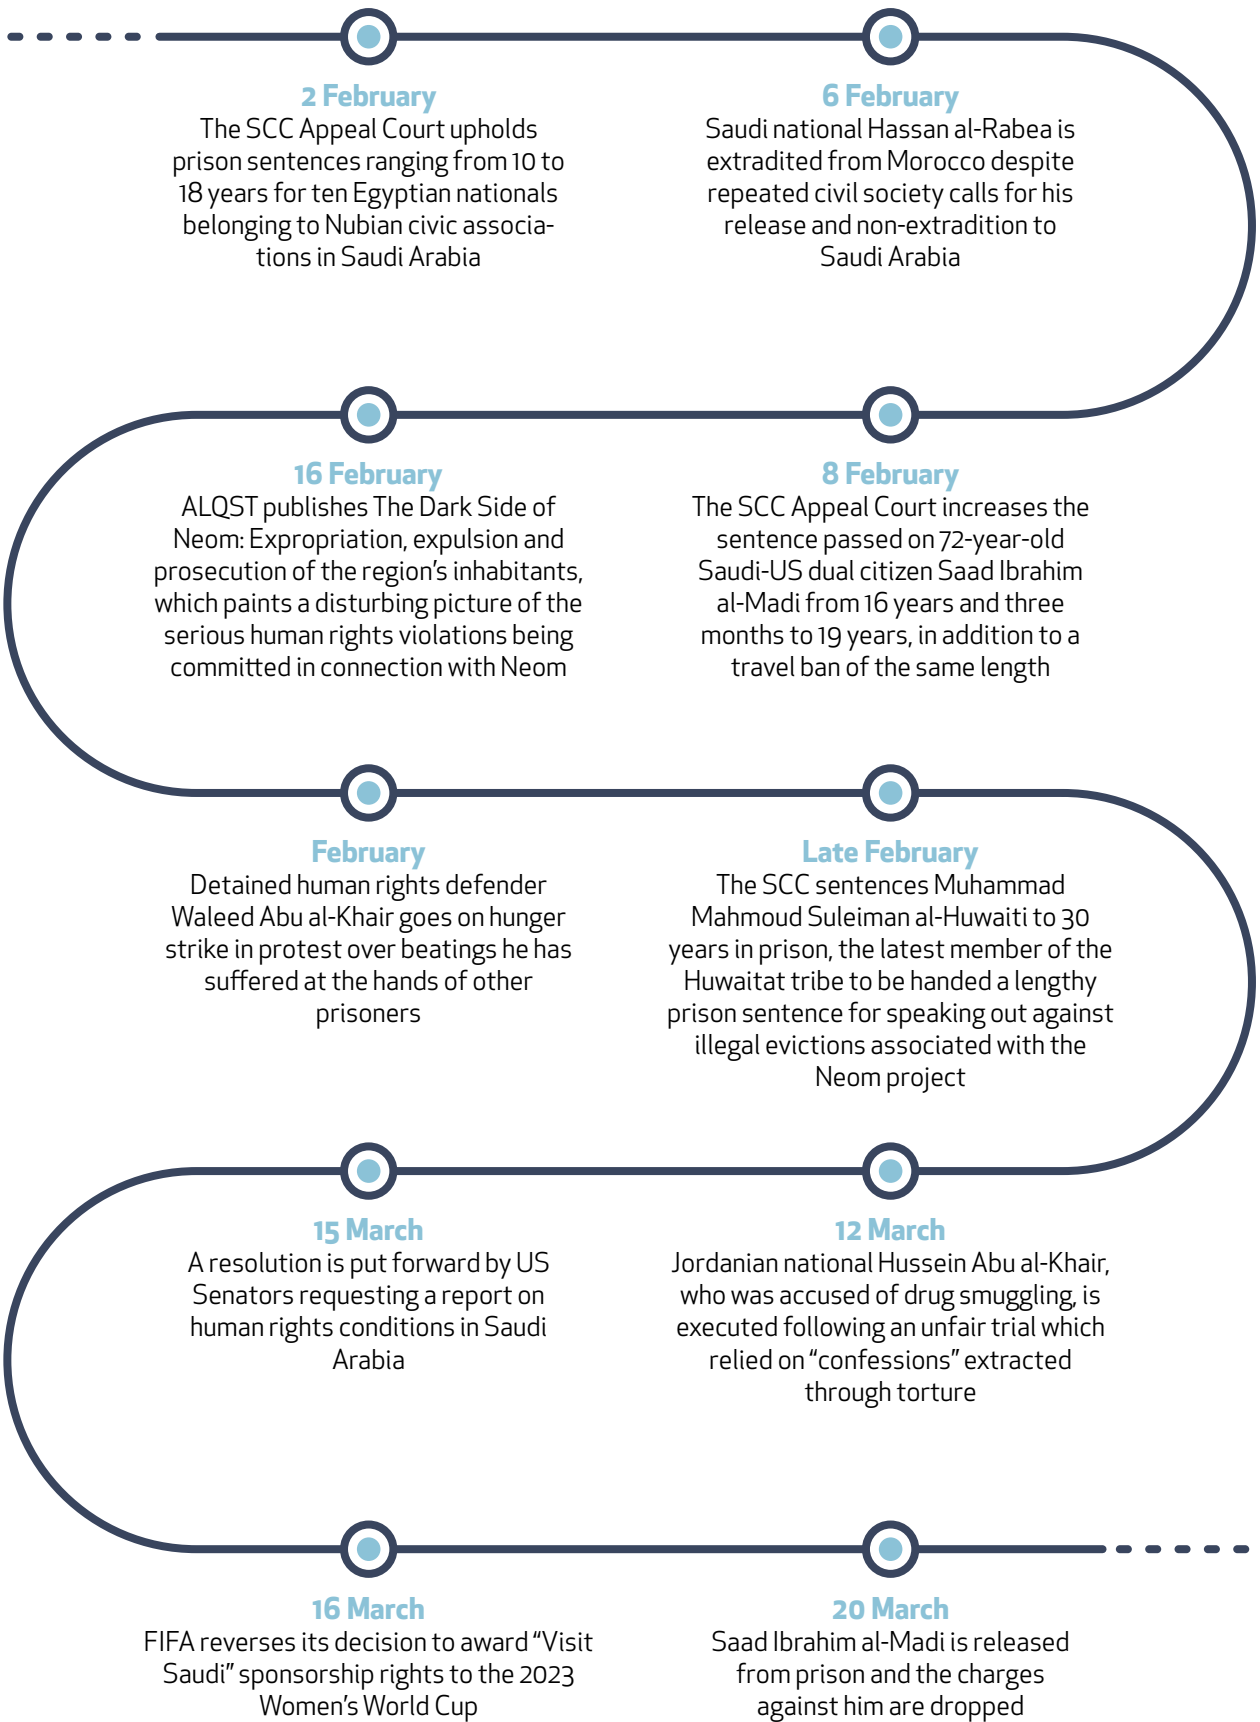 2 February
The SCC Appeal Court upholds
prison sentences ranging from 10 to
18 years for ten Egyptian nationals
belonging to Nubian civic associa-
tions in Saudi Arabia
6 February
Saudi national Hassan al-Rabea is
extradited from Morocco despite
repeated civil society calls for his
release and non-extradition to
Saudi Arabia
8 February
The SCC Appeal Court increases the
sentence passed on 72-year-old
Saudi-US dual citizen Saad Ibrahim
al-Madi from 16 years and three
months to 19 years, in addition to a
travel ban of the same length
16 February
ALQST publishes The Dark Side of
Neom: Expropriation, expulsion and
prosecution of the region’s inhabitants,
which paints a disturbing picture of the
serious human rights violations being
committed in connection with Neom
February
Detained human rights defender
Waleed Abu al-Khair goes on hunger
strike in protest over beatings he has
suffered at the hands of other
prisoners
Late February
The SCC sentences Muhammad
Mahmoud Suleiman al-Huwaiti to 30
years in prison, the latest member of the
Huwaitat tribe to be handed a lengthy
prison sentence for speaking out against
illegal evictions associated with the
Neom project
12 March
Jordanian national Hussein Abu al-Khair,
who was accused of drug smuggling, is
executed following an unfair trial which
relied on “confessions” extracted
through torture
15 March
A resolution is put forward by US
Senators requesting a report on
human rights conditions in Saudi
Arabia
16 March
FIFA reverses its decision to award “Visit
Saudi” sponsorship rights to the 2023
Women’s World Cup
20 March
Saad Ibrahim al-Madi is released
from prison and the charges
against him are dropped